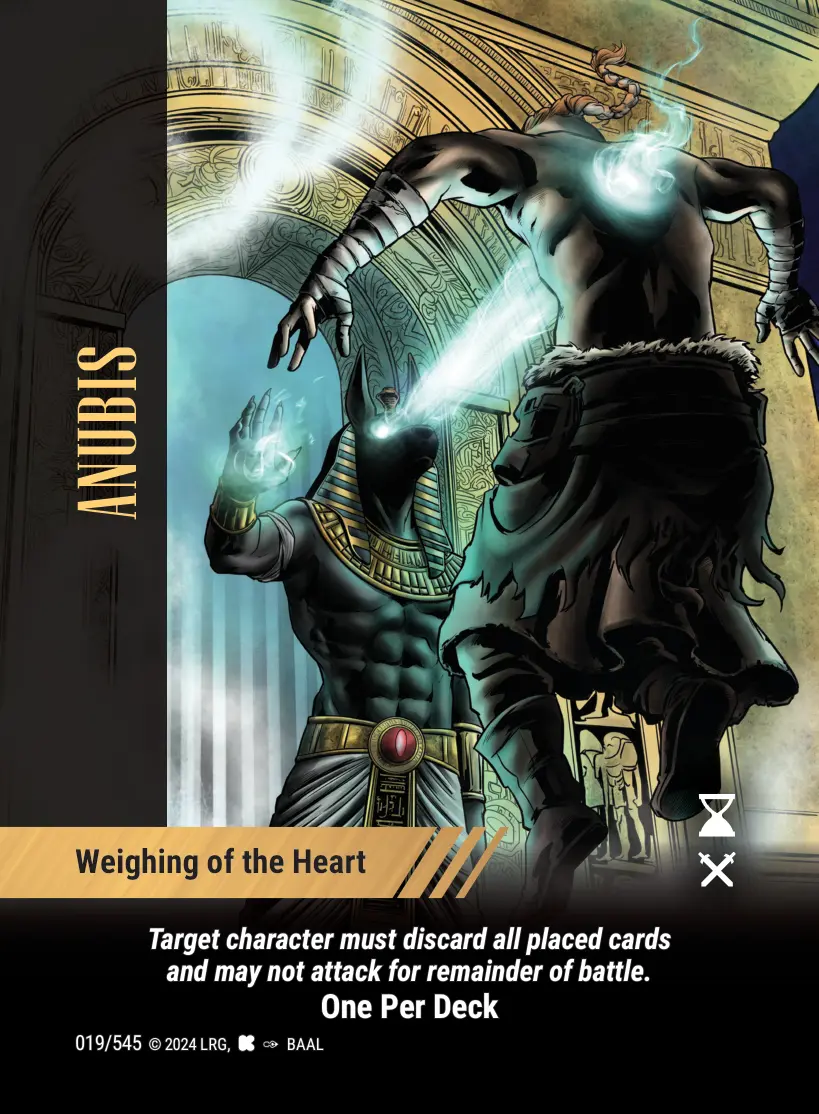 ANUBIS
Weighing of the Heart
Target character must discard all placed cards
and may not attack for remainder of battle.
One Per Deck
019/545 © 2024 LRG, BAAL